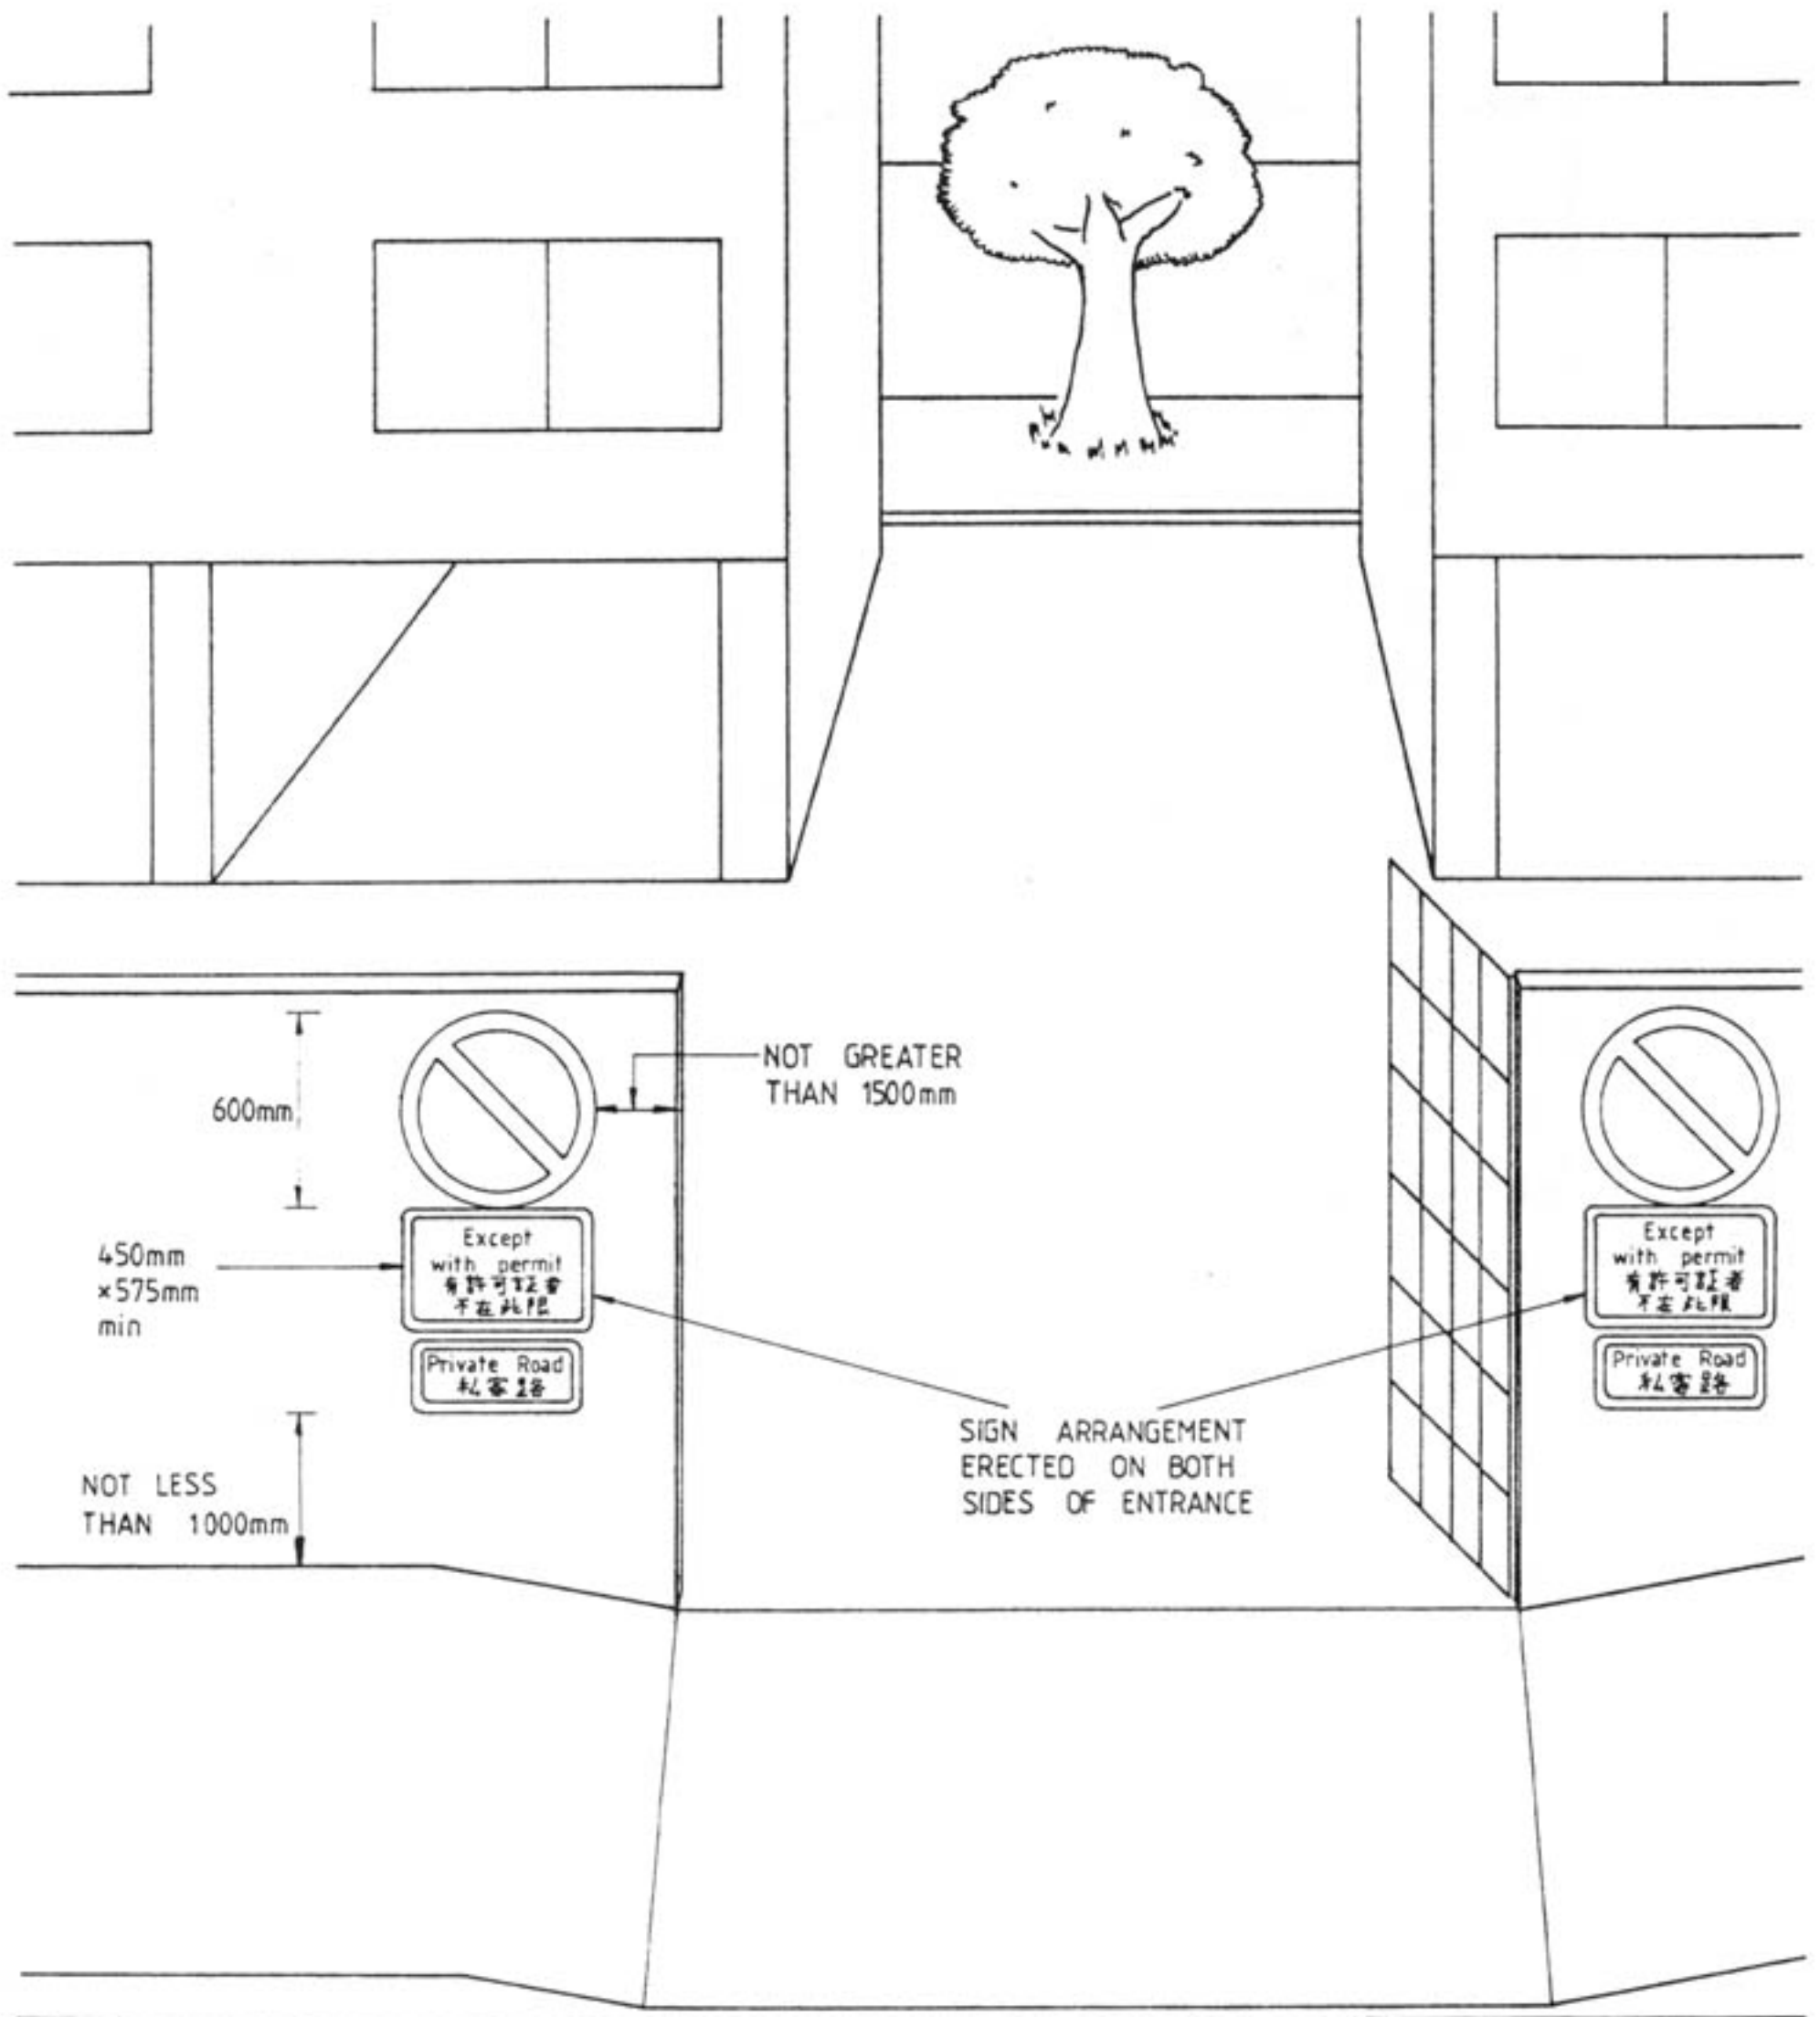 600mm
NOT GREATER
THAN 1500mm
450mm
×575mm
min
Except
with permit
有許可証者
不在此限
Private Road
私家路
NOT LESS
THAN 1000mm
SIGN ARRANGEMENT
ERECTED ON BOTH
SIDES OF ENTRANCE
Except
with permit
有許可証者
不在此限
Private Road
私家路